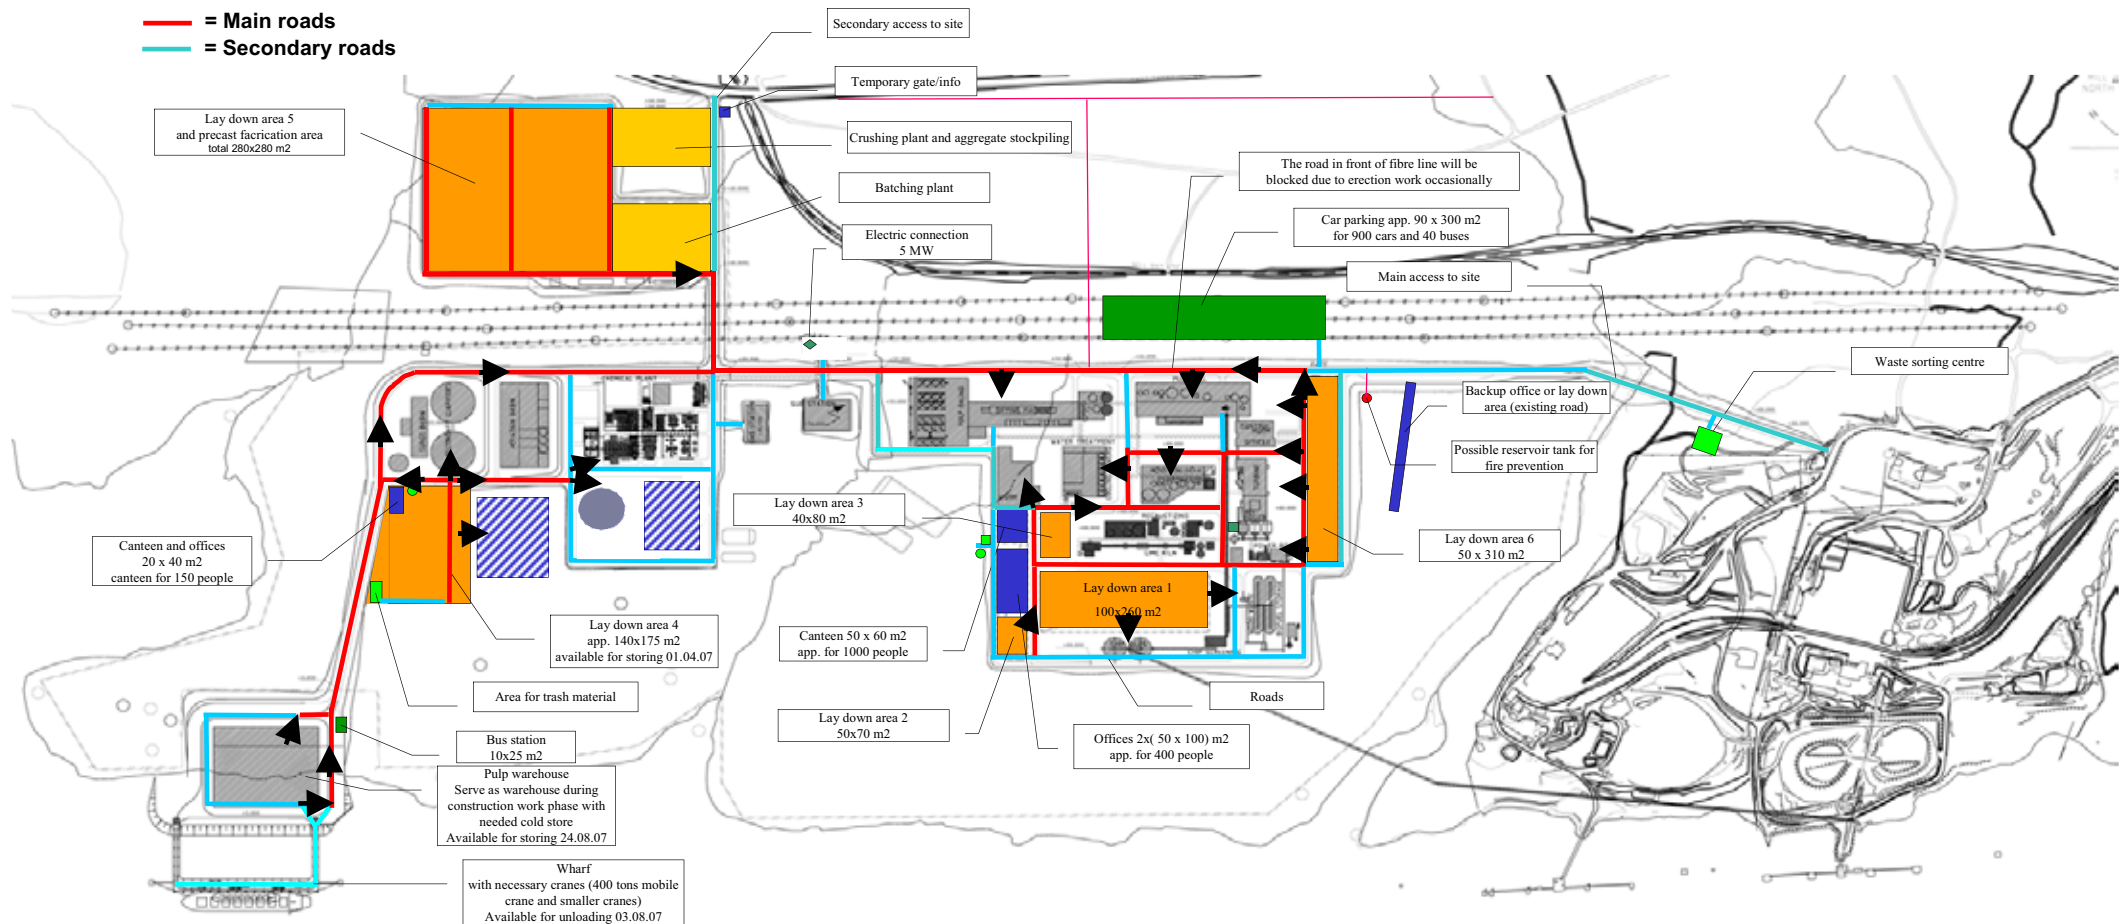 = Main roads
= Secondary roads
Secondary access to site
Temporary gate/info
Lay down area 5
and precast facrication area
total 280x280 m2
Crushing plant and aggregate stockpiling
The road in front of fibre line will be
blocked due to erection work occasionally
Batching plant
Car parking app. 90 x 300 m2
for 900 cars and 40 buses
Electric connection
5 MW
Main access to site
Waste sorting centre
Backup office or lay down
area (existing road)
Possible reservoir tank for
fire prevention
Lay down area 3
40x80 m2
Canteen and offices
20 x 40 m2
canteen for 150 people
Lay down area 6
50 x 310 m2
Lay down area 1
100x260 m2
Lay down area 4
app. 140x175 m2
available for storing 01.04.07
Canteen 50 x 60 m2
app. for 1000 people
Area for trash material
Roads
Lay down area 2
50x70 m2
Offices 2x( 50 x 100) m2
app. for 400 people
Bus station
10x25 m2
Pulp warehouse
Serve as warehouse during
construction work phase with
needed cold store
Available for storing 24.08.07
Wharf
with necessary cranes (400 tons mobile
crane and smaller cranes)
Available for unloading 03.08.07
WATER TREATMENT